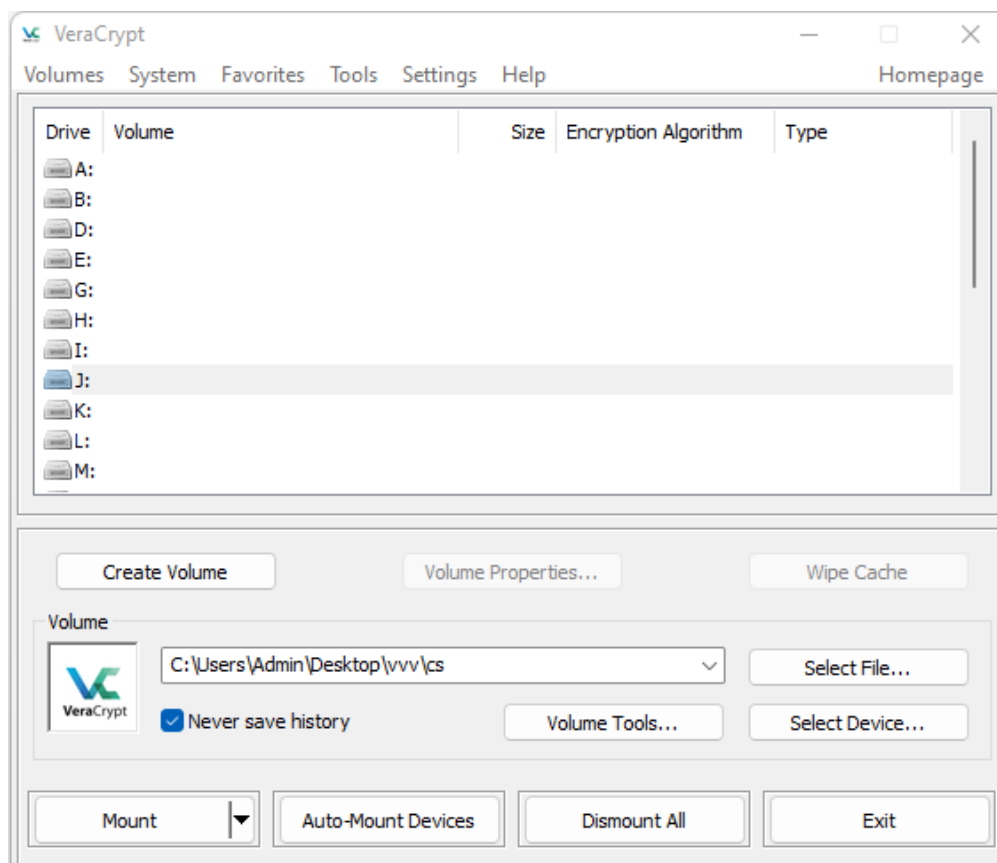 VeraCrypt
Volumes System Favorites Tools Settings Help Homepage
Drive Volume Size Encryption Algorithm Type
A:
B:
D:
E:
G:
H:
I:
J:
K:
L:
M:
Create Volume Volume Properties... Wipe Cache
Volume
C:\Users\Admin\Desktop\vvv\cs Select File...
VeraCrypt
Never save history Volume Tools... Select Device...
Mount Auto-Mount Devices Dismount All Exit